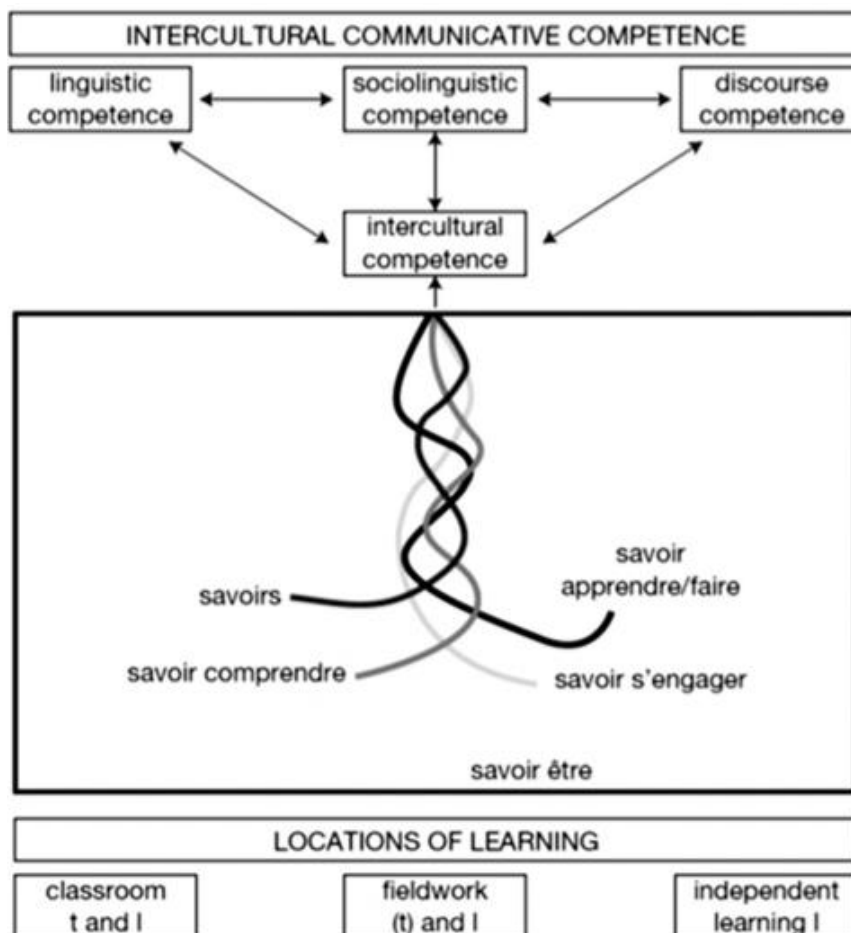 INTERCULTURAL COMMUNICATIVE COMPETENCE
linguistic competence
sociolinguistic competence
discourse competence
intercultural competence
savoirs
savoir apprendre/faire
savoir comprendre
savoir s'engager
savoir être
LOCATIONS OF LEARNING
classroom
t and l
fieldwork
(t) and l
independent
learning l